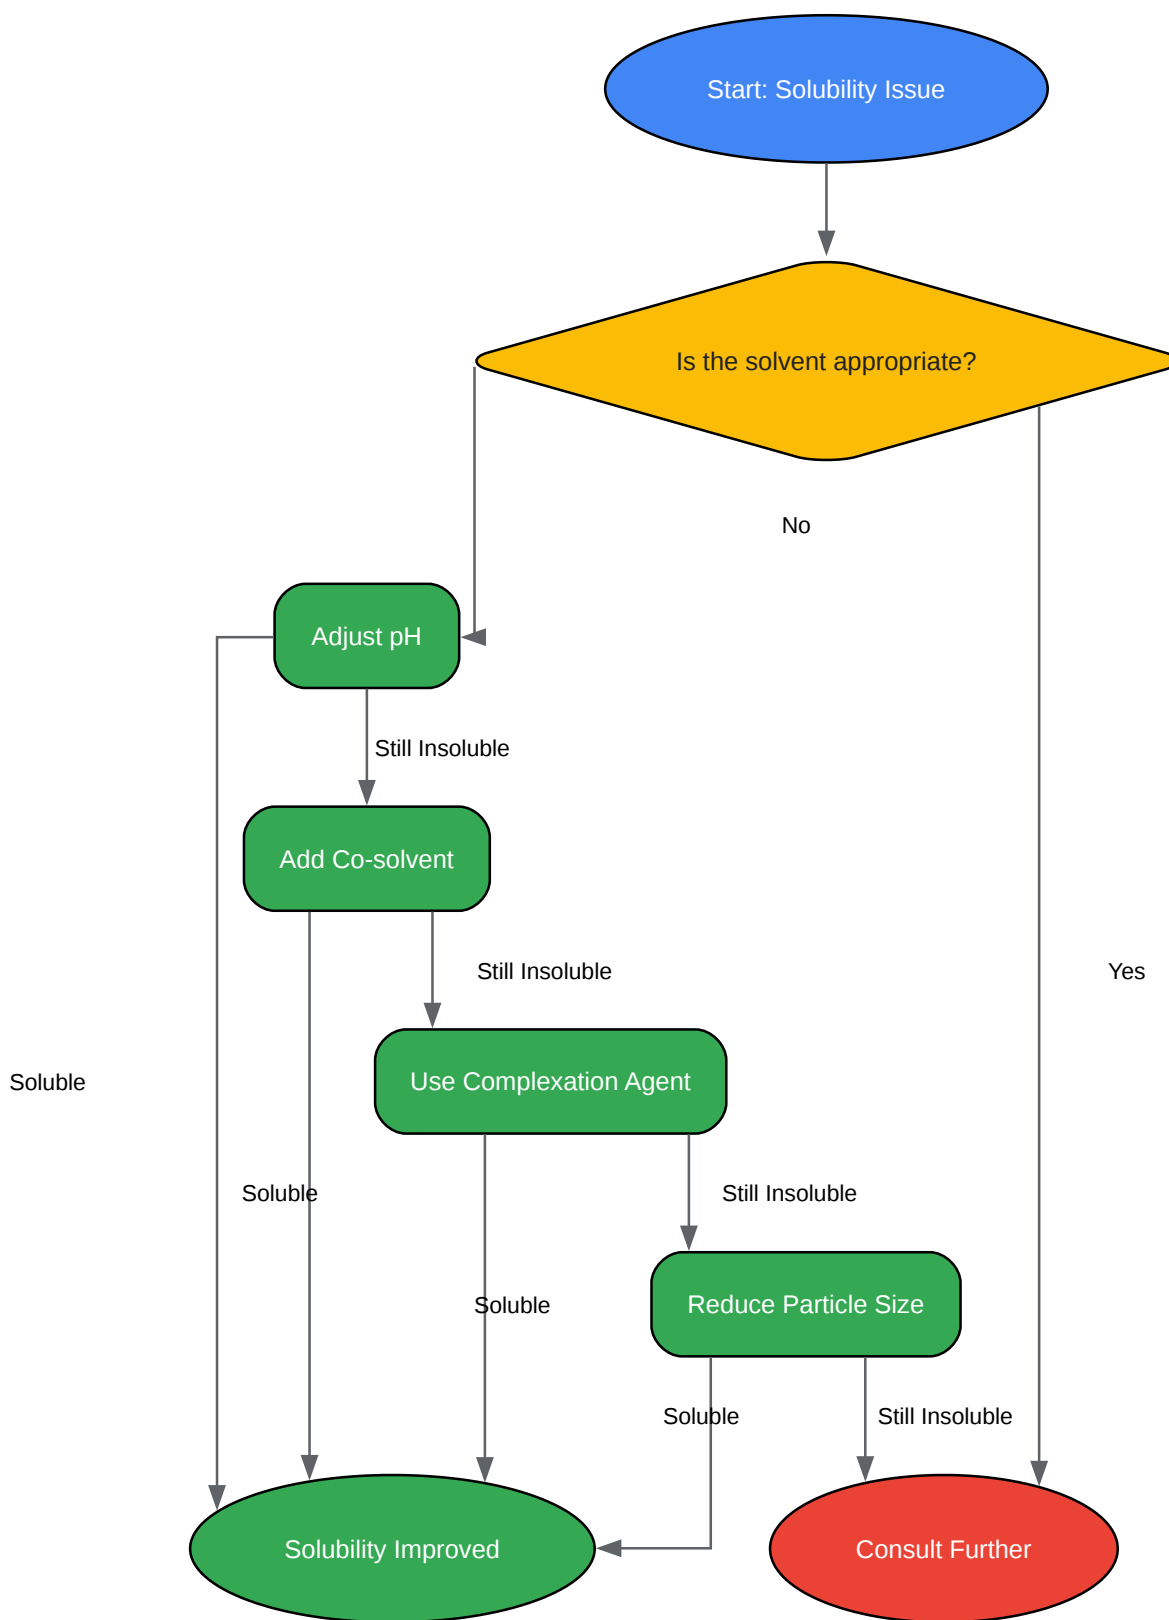 Start: Solubility Issue
Is the solvent appropriate?
No
Adjust pH
Still Insoluble
Add Co-solvent
Still Insoluble
Yes
Use Complexation Agent
Soluble
Soluble
Still Insoluble
Reduce Particle Size
Soluble
Soluble
Still Insoluble
Solubility Improved
Consult Further